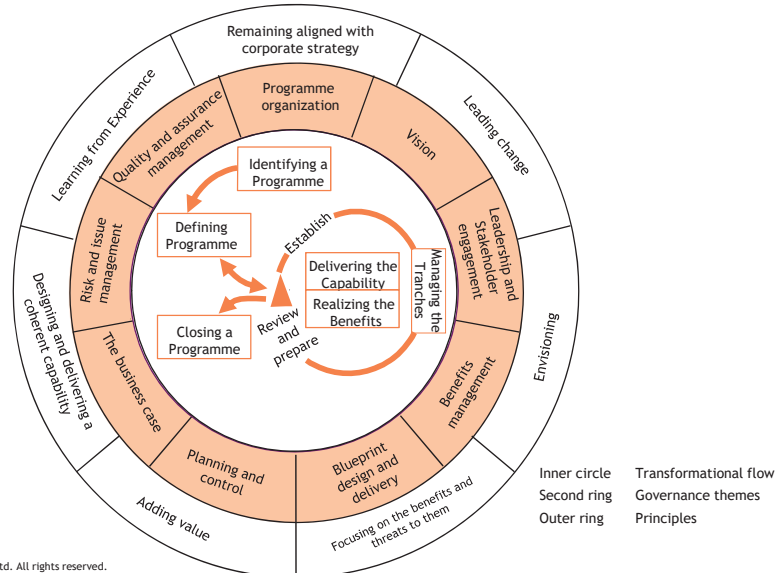 Remaining aligned with
corporate strategy
Leading change
Envisioning
Focusing on the benefits and
threats to them
Adding value
Designing and delivering a
coherent capability
Learning from Experience
Programme
organization
Vision
Leadership and
Stakeholder
engagement
Benefits
management
Blueprint
design and
delivery
Planning and
control
The business case
Risk and issue
management
Quality and assurance
management
Identifying a
Programme
Defining
Programme
Closing a
Programme
Establish
Delivering the
Capability
Realizing the
Benefits
Managing the
Tranches
Review
and
prepare
Inner circle Transformational flow
Second ring Governance themes
Outer ring Principles
td. All rights reserved.